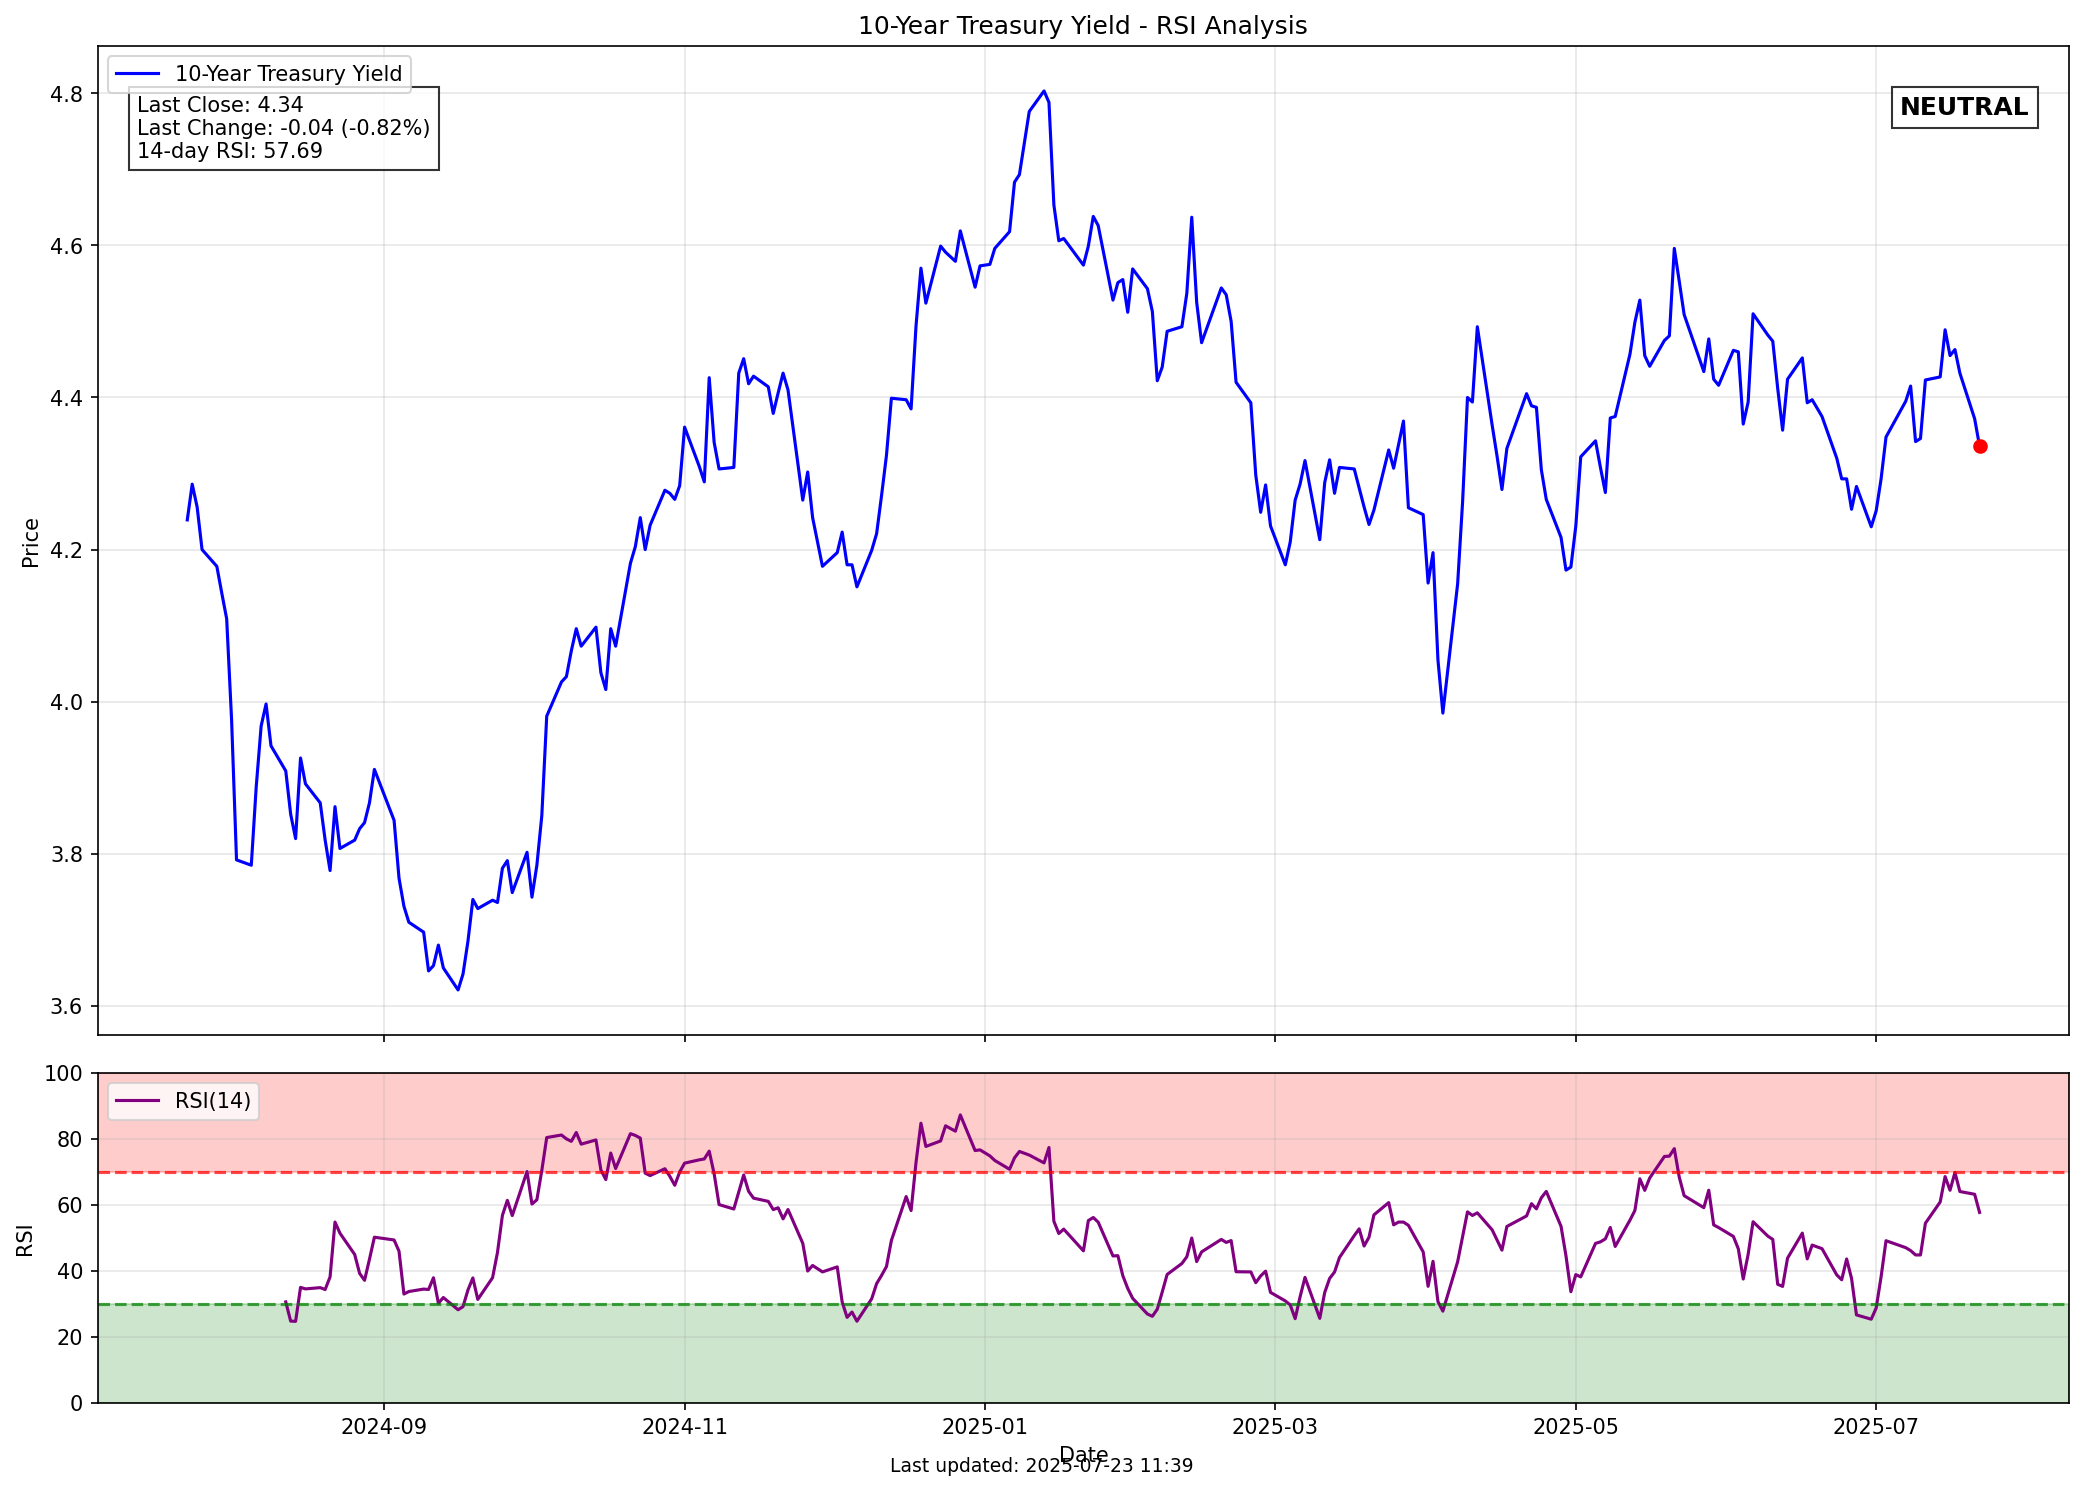 10-Year Treasury Yield - RSI Analysis
10-Year Treasury Yield
Last Close: 4.34
Last Change: -0.04 (-0.82%)
14-day RSI: 57.69
NEUTRAL
Price
4.8
4.6
4.4
4.2
4.0
3.8
3.6
RSI(14)
RSI
100
80
60
40
20
0
2024-09
2024-11
2025-01
2025-03
2025-05
2025-07
Date
Last updated: 2025-07-23 11:39